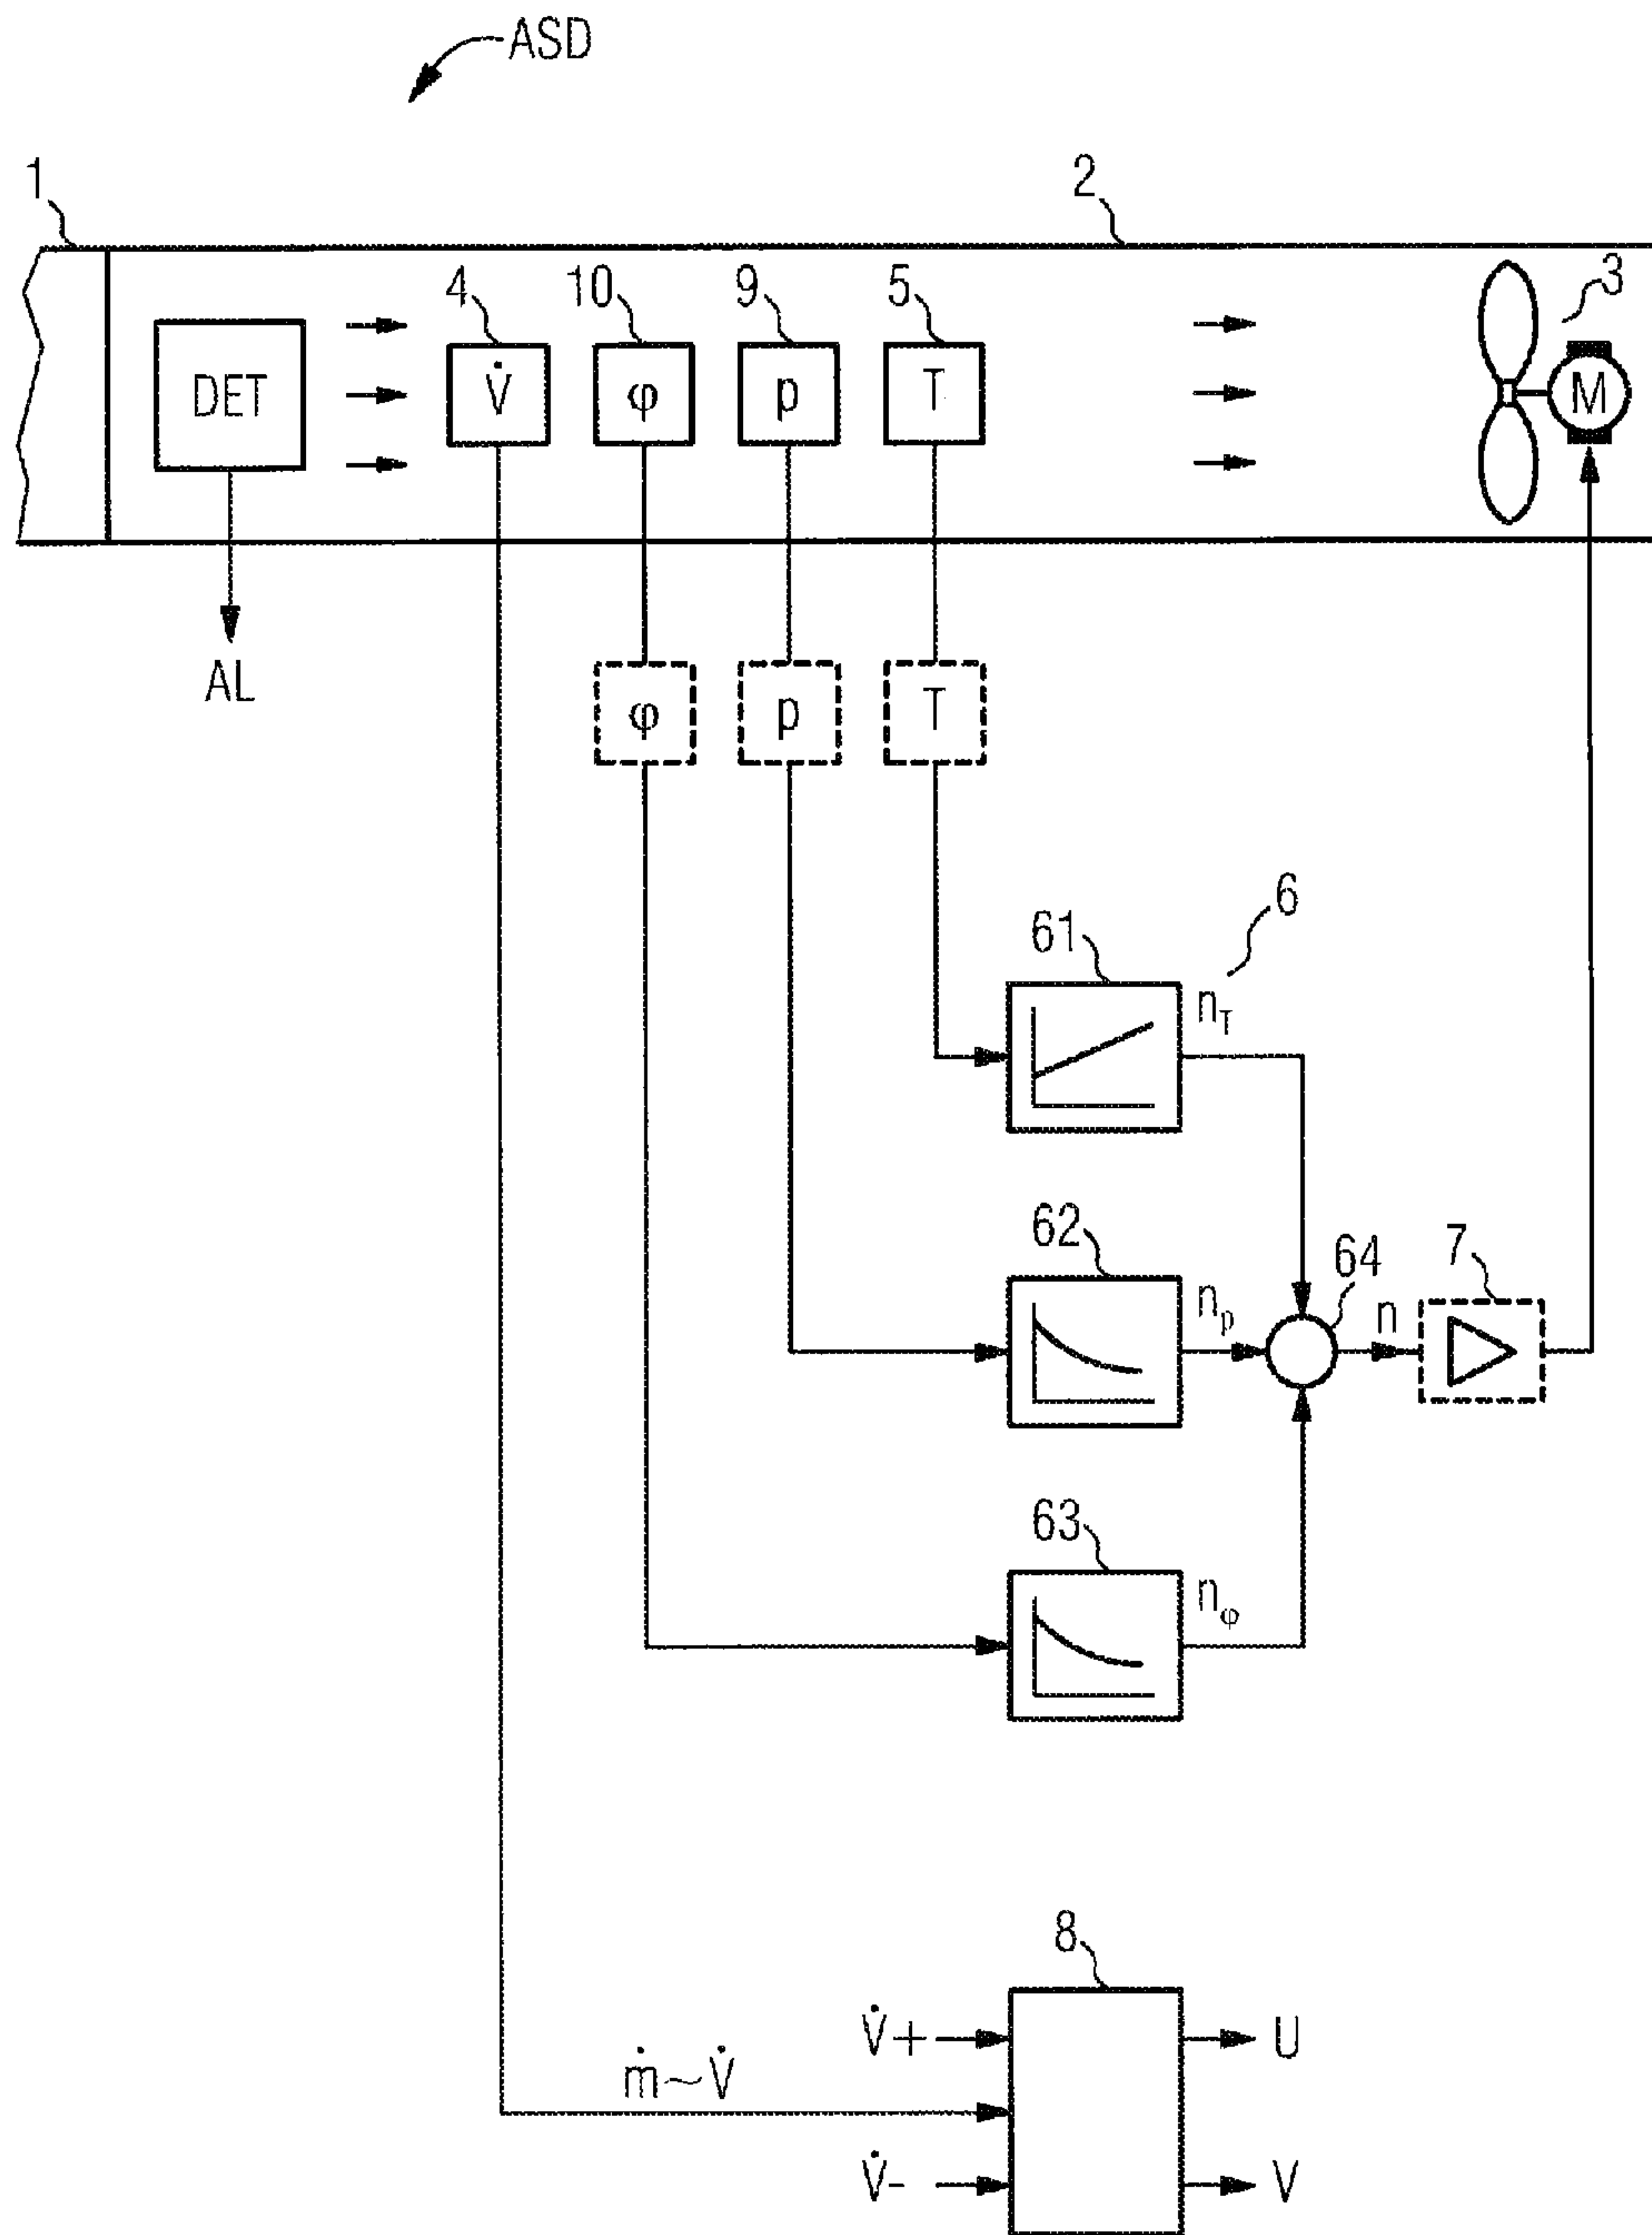 ASD
1
2
4
10
9
5
3
DET
V̇
φ
p
T
M
AL
φ
p
T
6
61
n_T
62
n_p
64
n
7
63
n_φ
8
V̇+
U
ṁ~V̇
V̇-
V